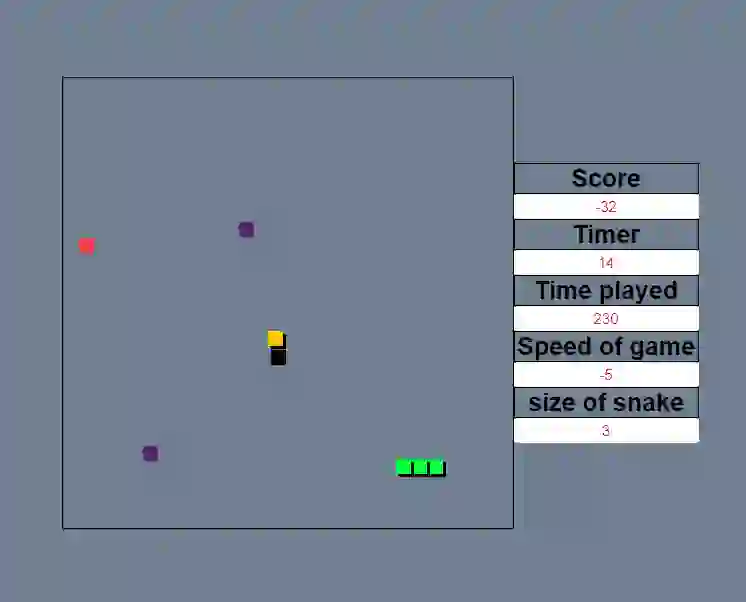 Score
-32
Timer
14
Time played
230
Speed of game
-5
size of snake
3